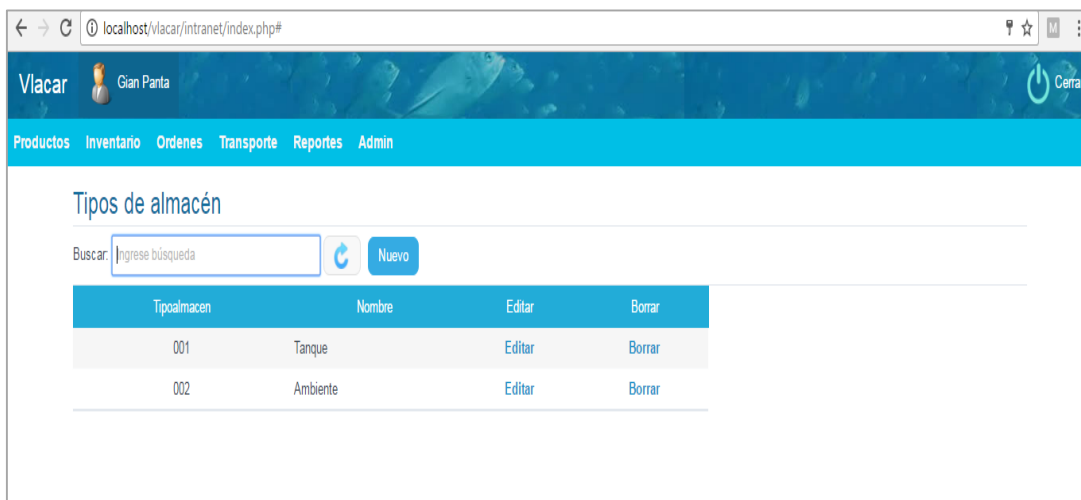 localhost/vlacar/intranet/index.php#
M
Vlacar Gian Panta
Productos Inventario Ordenes Transporte Reportes Admin
Tipos de almacén
Buscar: Ingrese búsqueda Nuevo
Tipoalmacen Nombre Editar Borrar
001 Tanque Editar Borrar
002 Ambiente Editar Borrar